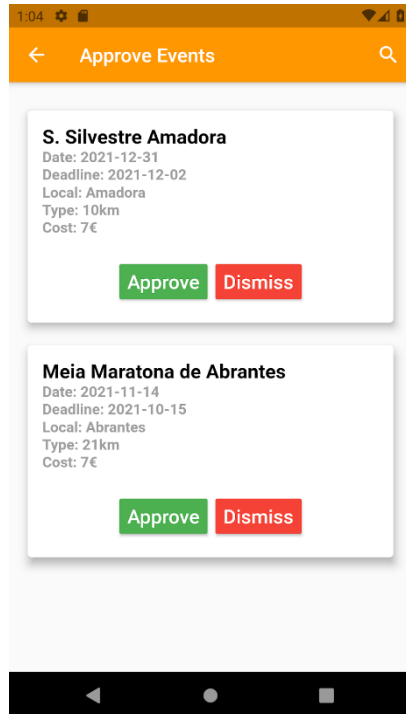 1:04
Approve Events
S. Silvestre Amadora
Date: 2021-12-31
Deadline: 2021-12-02
Local: Amadora
Type: 10km
Cost: 7€
Approve Dismiss
Meia Maratona de Abrantes
Date: 2021-11-14
Deadline: 2021-10-15
Local: Abrantes
Type: 21km
Cost: 7€
Approve Dismiss